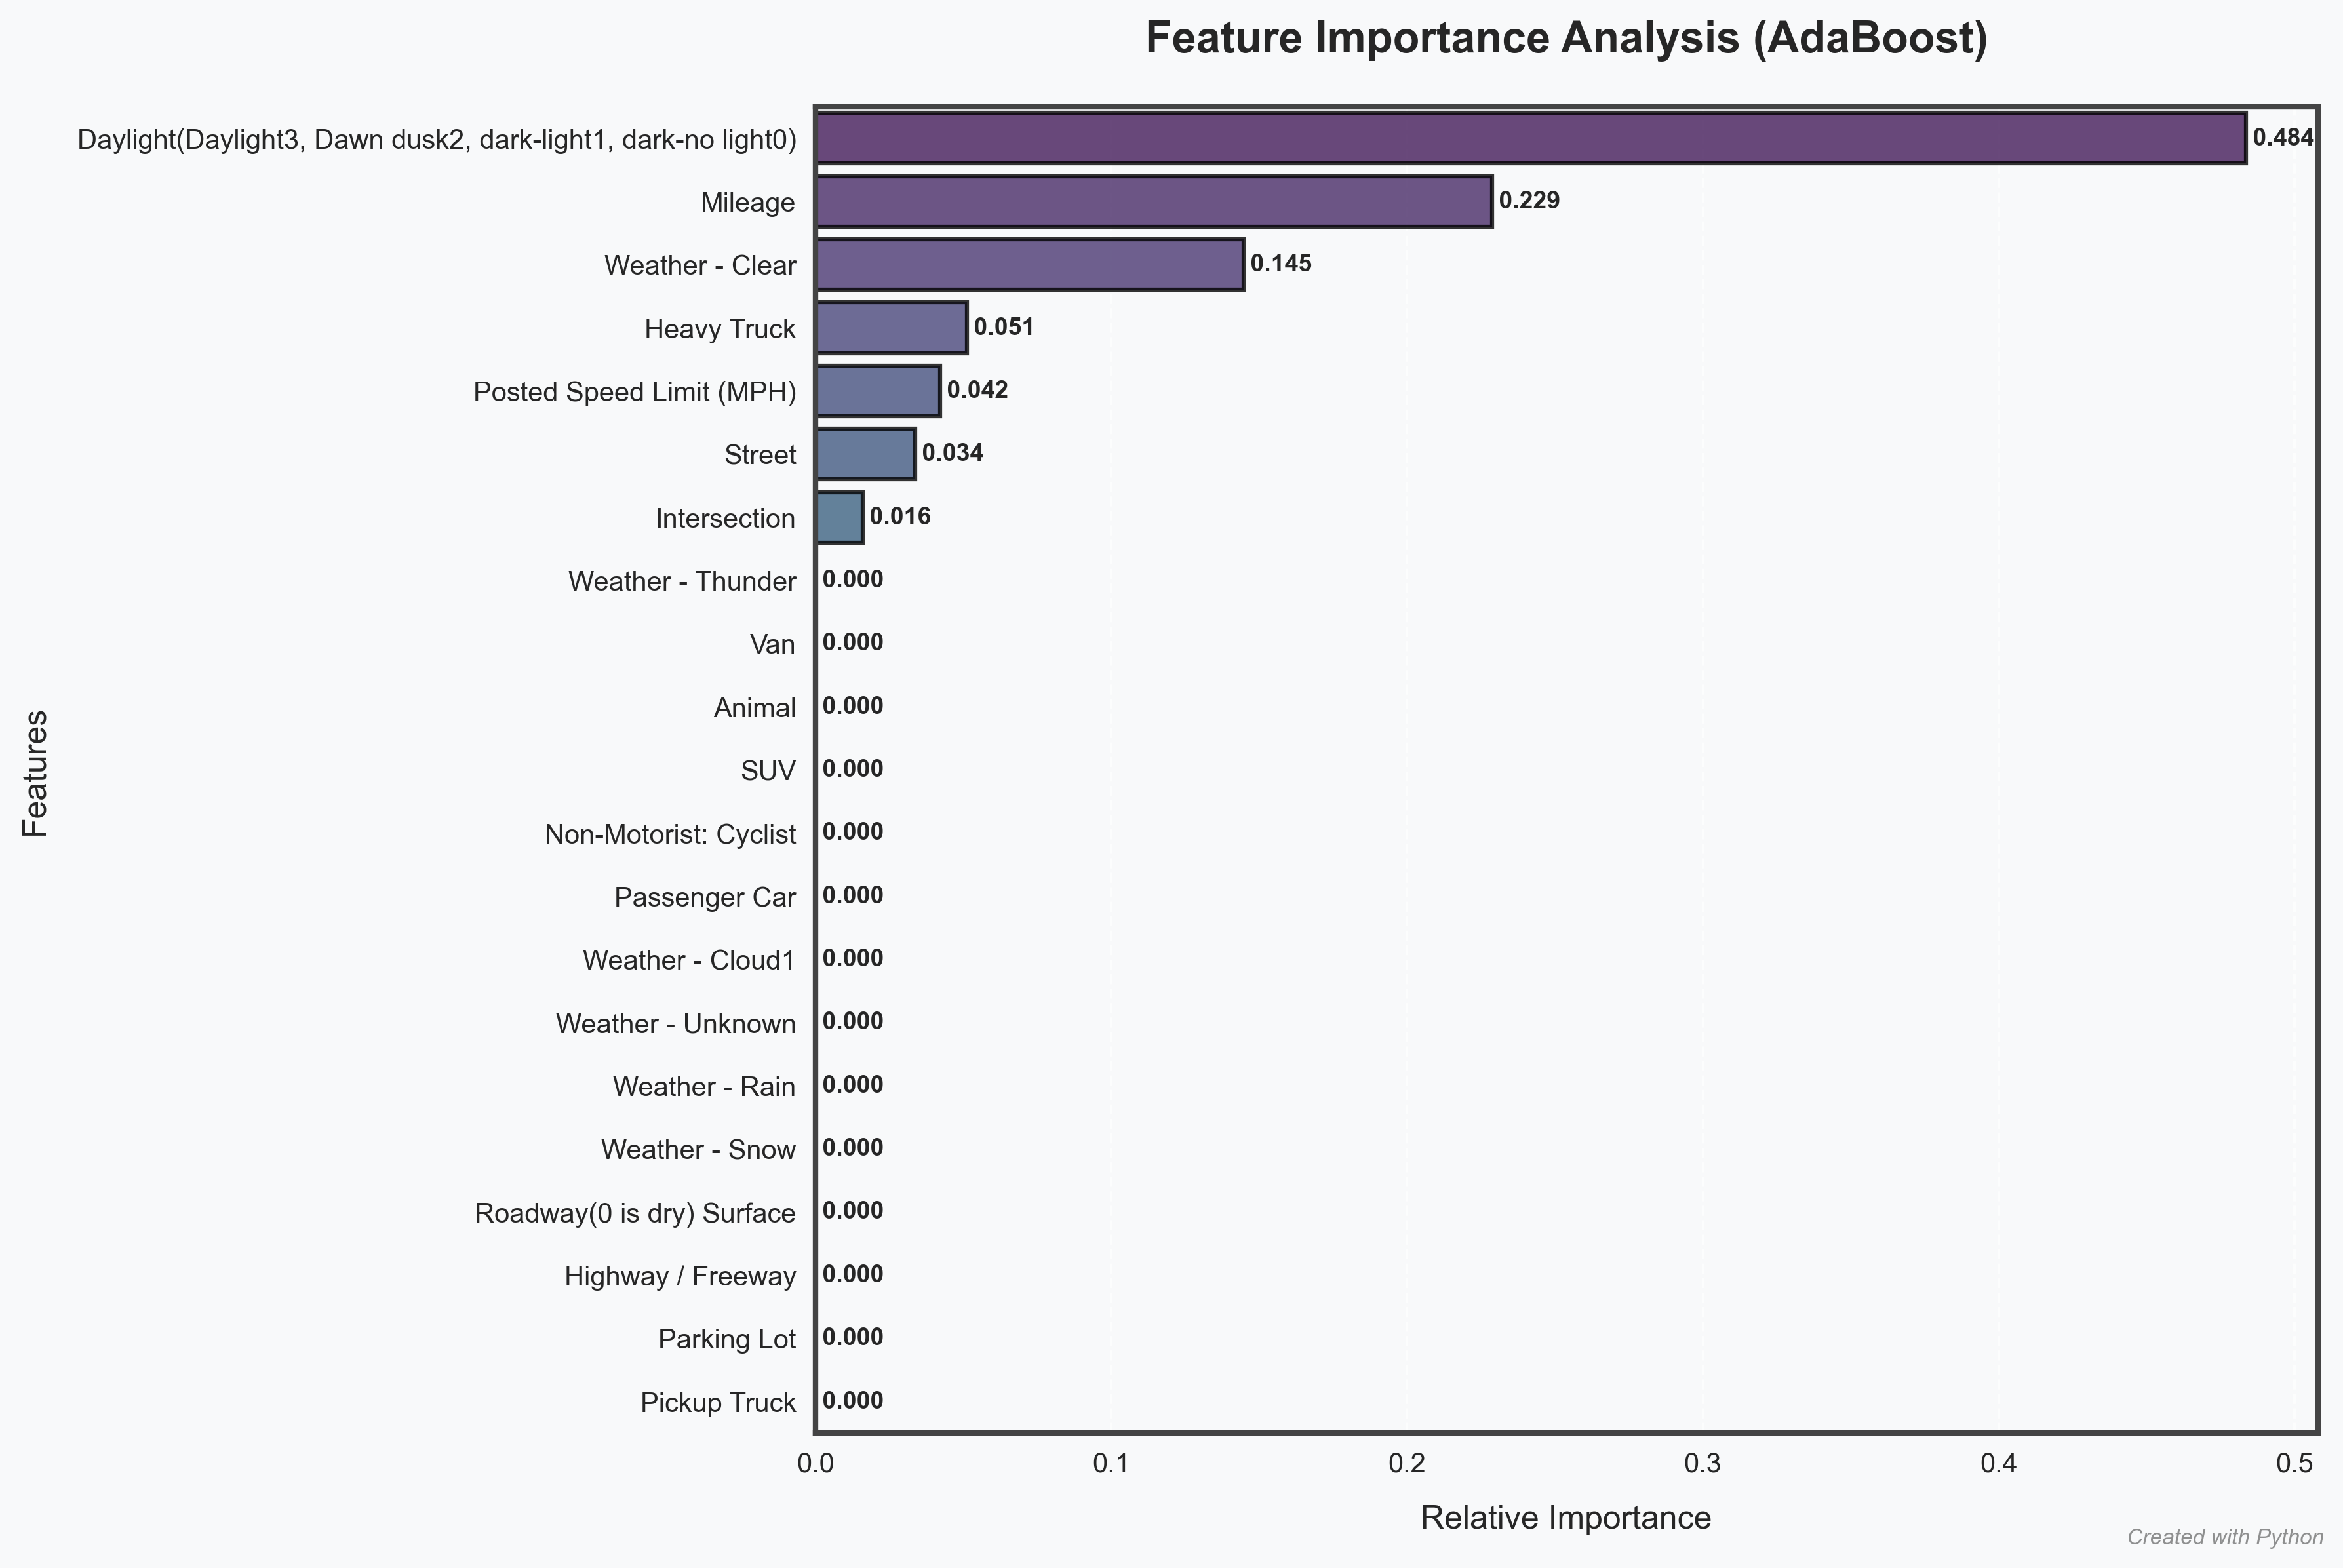 Feature Importance Analysis (AdaBoost)
Daylight(Daylight3, Dawn dusk2, dark-light1, dark-no light0) 0.484
Mileage 0.229
Weather - Clear 0.145
Heavy Truck 0.051
Posted Speed Limit (MPH) 0.042
Street 0.034
Intersection 0.016
Weather - Thunder 0.000
Van 0.000
Animal 0.000
SUV 0.000
Non-Motorist: Cyclist 0.000
Passenger Car 0.000
Weather - Cloud1 0.000
Weather - Unknown 0.000
Weather - Rain 0.000
Weather - Snow 0.000
Roadway(0 is dry) Surface 0.000
Highway / Freeway 0.000
Parking Lot 0.000
Pickup Truck 0.000
Features
0.0 0.1 0.2 0.3 0.4 0.5
Relative Importance
Created with Python